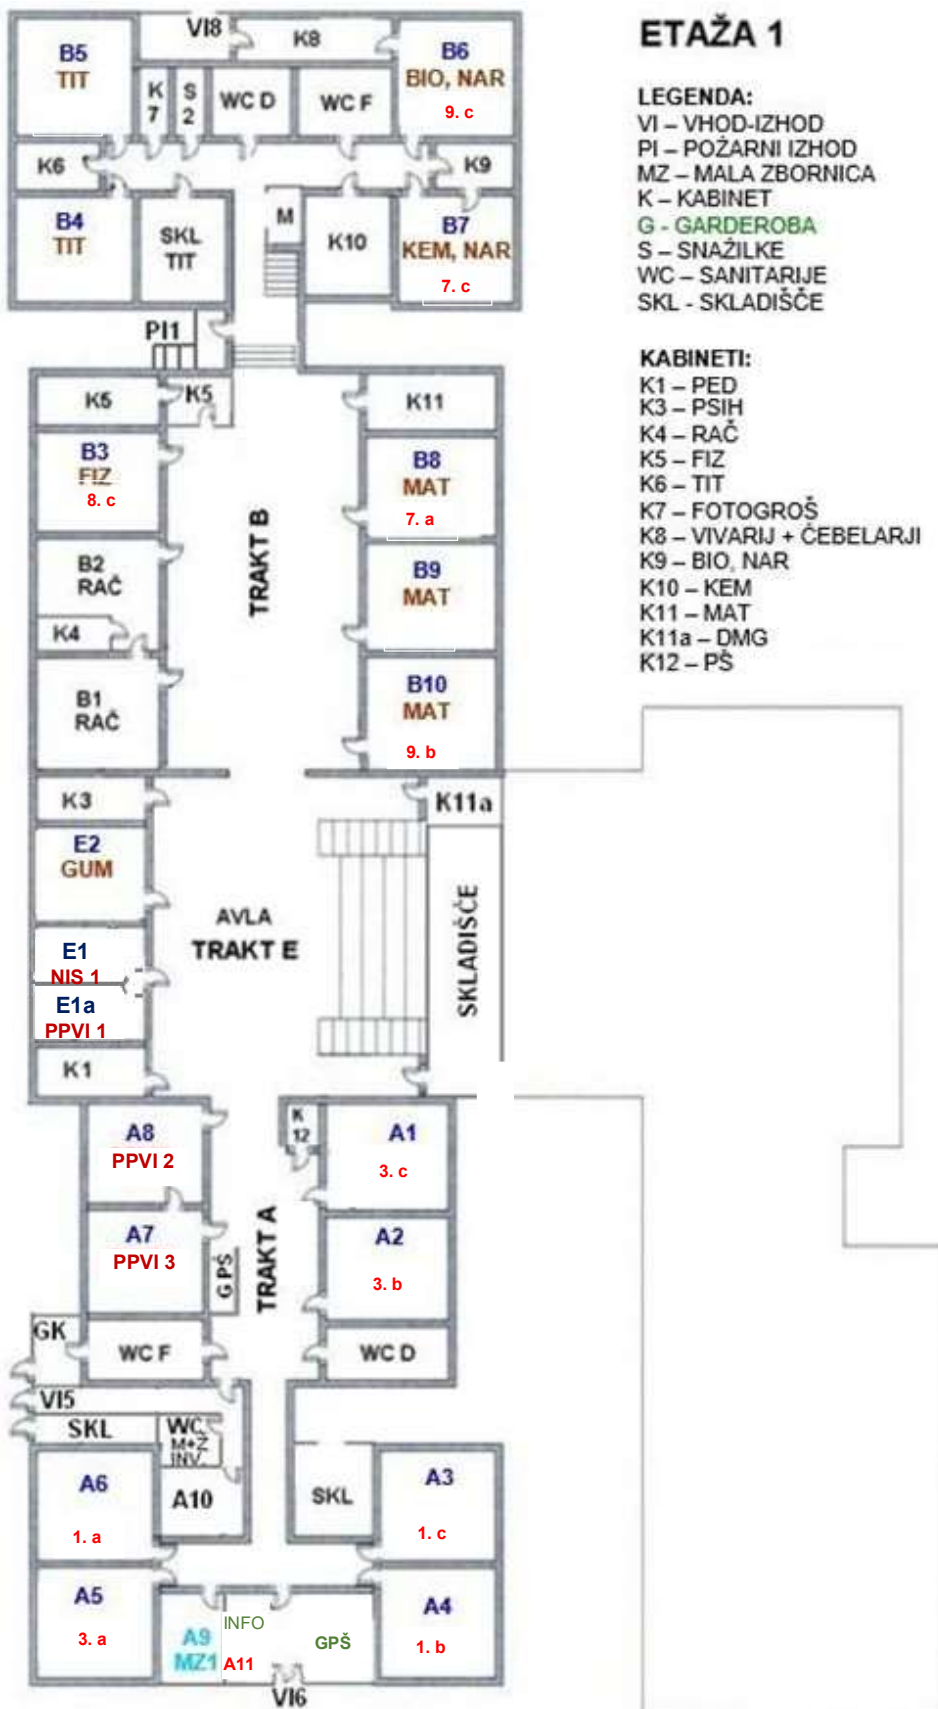 ETAŽA 1
LEGENDA:
VI – VHOD-IZHOD
PI – POŽARNI IZHOD
MZ – MALA ZBORNICA
K – KABINET
G - GARDEROBA
S – SNAŽILKE
WC – SANITARIJE
SKL - SKLADIŠČE
KABINETI:
K1 – PED
K3 – PSIH
K4 – RAČ
K5 – FIZ
K6 – TIT
K7 – FOTOGROŠ
K8 – VIVARIJ + ČEBELARJI
K9 – BIO, NAR
K10 – KEM
K11 – MAT
K11a – DMG
K12 – PŠ
VI8
K8
B5
TIT
B6
BIO, NAR
9. c
K
7
S
2
WC D
WC F
K6
K9
M
B4
TIT
SKL
TIT
K10
B7
KEM, NAR
7. c
PI1
K5
K5
K11
B3
FIZ
8. c
B8
MAT
7. a
TRAKT B
B2
RAČ
B9
MAT
K4
B1
RAČ
B10
MAT
9. b
K3
K11a
E2
GUM
AVLA
TRAKT E
SKLADIŠČE
E1
NIS 1
E1a
PPVI 1
K1
K
12
A8
PPVI 2
A1
3. c
A7
PPVI 3
G PŠ
TRAKT A
A2
3. b
GK
WC F
WC D
VI5
SKL
WC
M+Ž
INV.
A6
1. a
A10
SKL
A3
1. c
A5
3. a
A9
MZ1
INFO
A11
GPŠ
A4
1. b
VI6